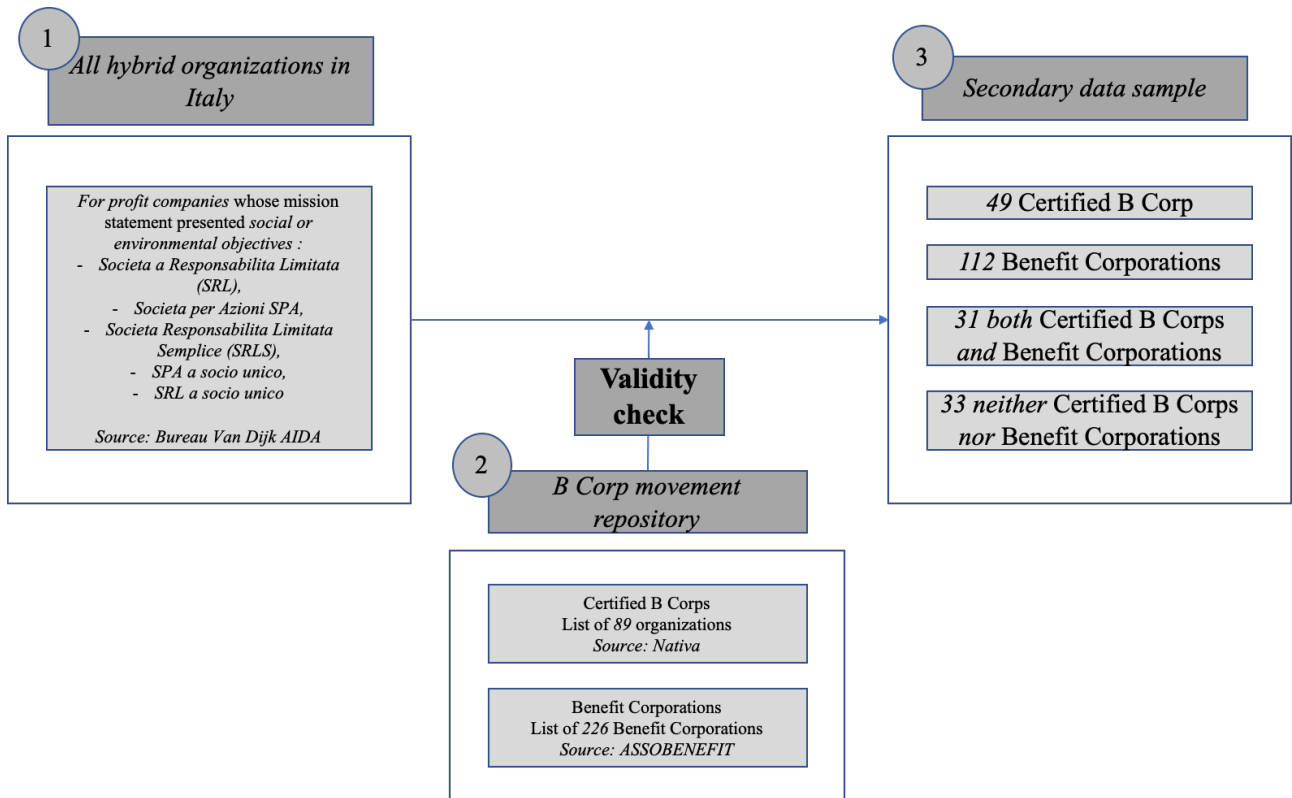 1
All hybrid organizations in
Italy
For profit companies whose mission
statement presented social or
environmental objectives :
- Societa a Responsabilita Limitata
(SRL),
- Societa per Azioni SPA,
- Societa Responsabilita Limitata
Semplice (SRLS),
- SPA a socio unico,
- SRL a socio unico
Source: Bureau Van Dijk AIDA
Validity
check
2
B Corp movement
repository
Certified B Corps
List of 89 organizations
Source: Nativa
Benefit Corporations
List of 226 Benefit Corporations
Source: ASSOBENEFIT
3
Secondary data sample
49 Certified B Corp
112 Benefit Corporations
31 both Certified B Corps
and Benefit Corporations
33 neither Certified B Corps
nor Benefit Corporations